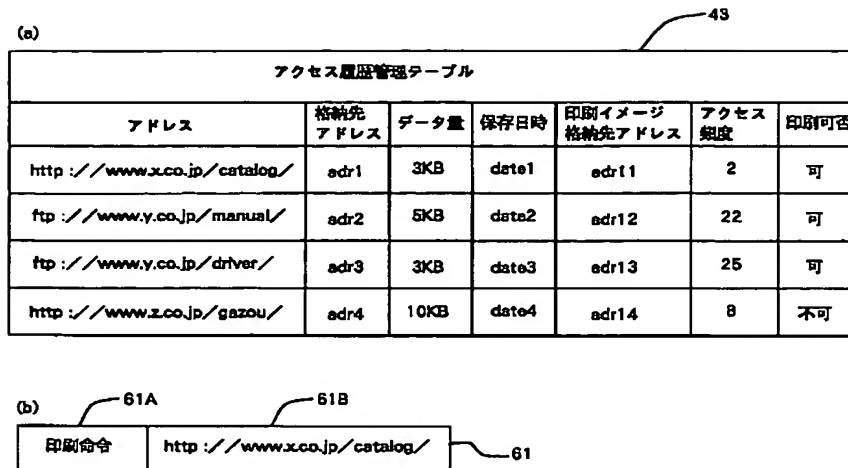 (a)
43
アクセス履歴管理テーブル
アドレス 格納先アドレス データ量 保存日時 印刷イメージ格納先アドレス アクセス頻度 印刷可否
http://www.x.co.jp/catalog/ adr1 3KB date1 adr11 2 可
ftp://www.y.co.jp/manual/ adr2 5KB date2 adr12 22 可
ftp://www.y.co.jp/driver/ adr3 3KB date3 adr13 25 可
http://www.z.co.jp/gazou/ adr4 10KB date4 adr14 8 不可
(b)
61A
61B
印刷命令 http://www.x.co.jp/catalog/
61